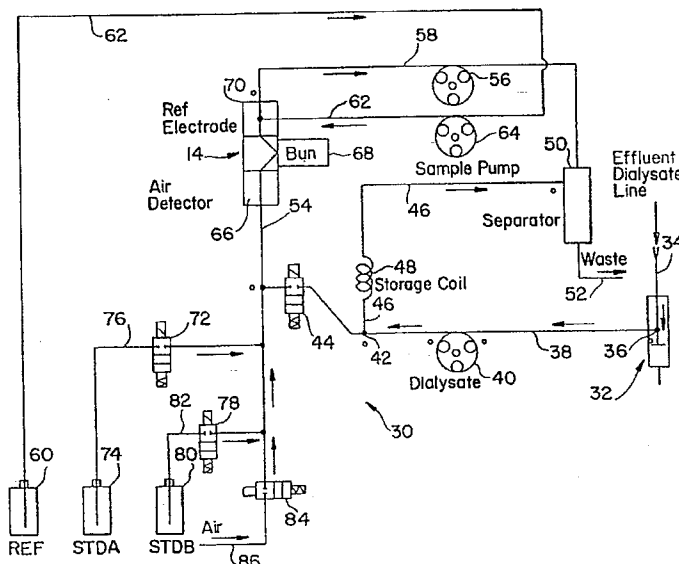 62
58
70
56
Ref
Electrode
62
64
14
Bun
68
Sample Pump
50
Effluent
Dialysate
Line
Air
Detector
54
46
Separator
34
66
48
Storage Coil
Waste
52
46
76
72
44
42
38
36
Dialysate
40
32
30
82
78
60
74
80
84
Air
86
REF
STDA
STDB